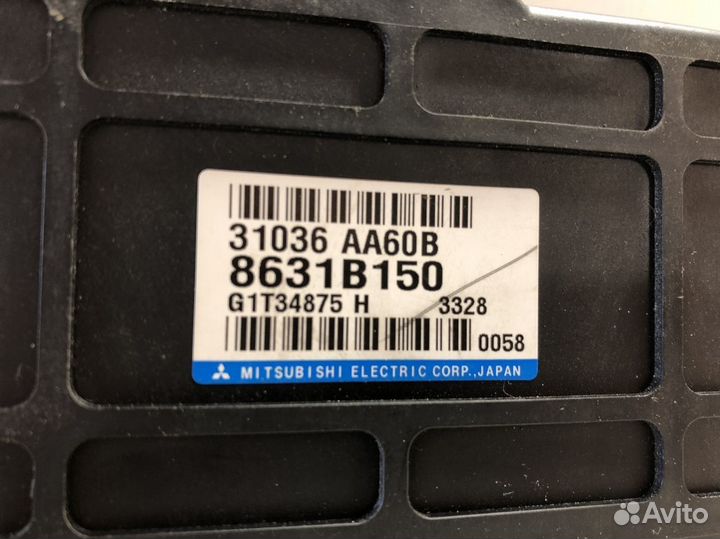 31036 AA60B
8631B150
G1T34875 H 3328
0058
MITSUBISHI ELECTRIC CORP., JAPAN
Avito